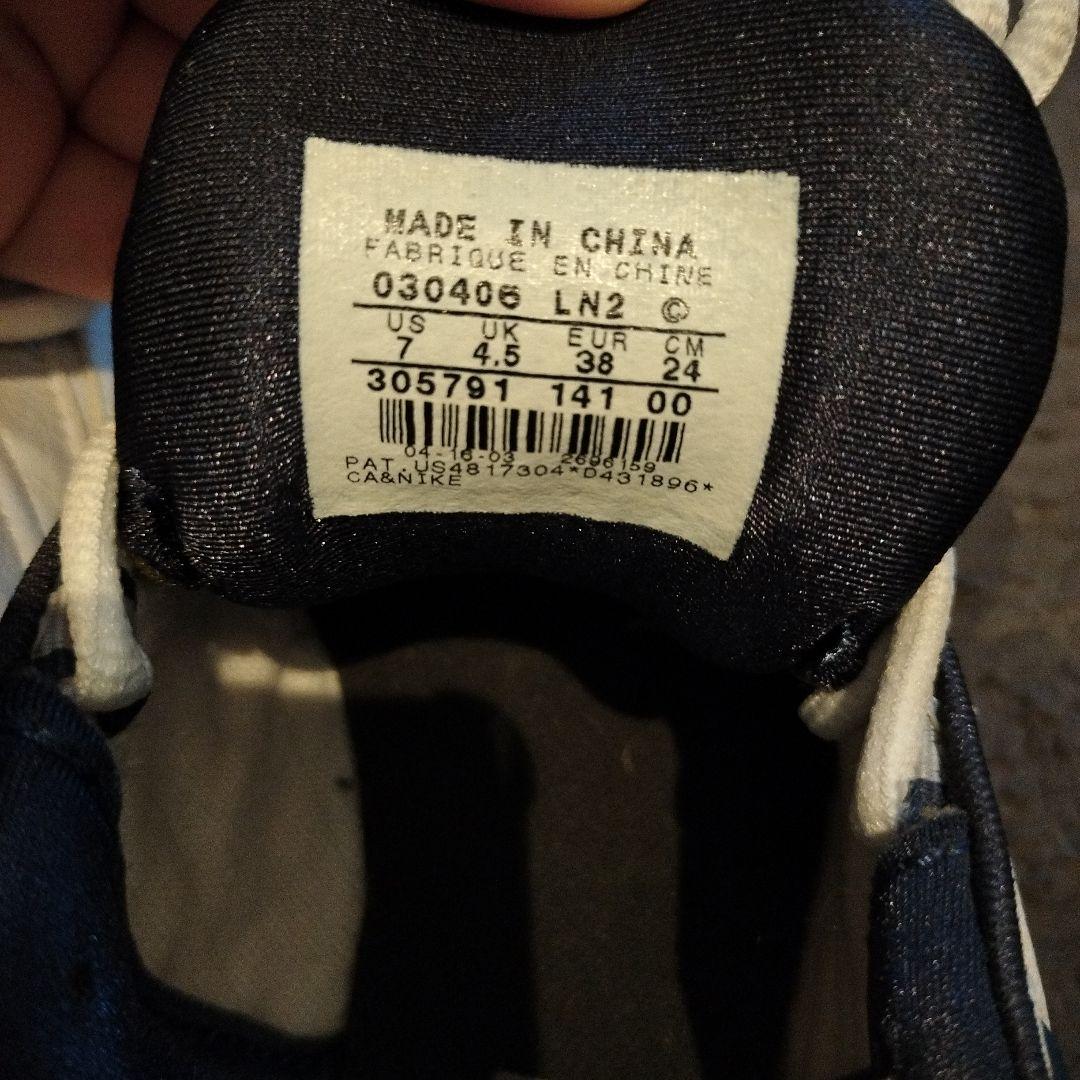 MADE IN CHINA
FABRIQUE EN CHINE
030406 LN2 ©
US UK EUR CM
7 4.5 38 24
305791 141 00
04-16-03 2696159
PAT. US4817304*D431896*
CA&NIKE